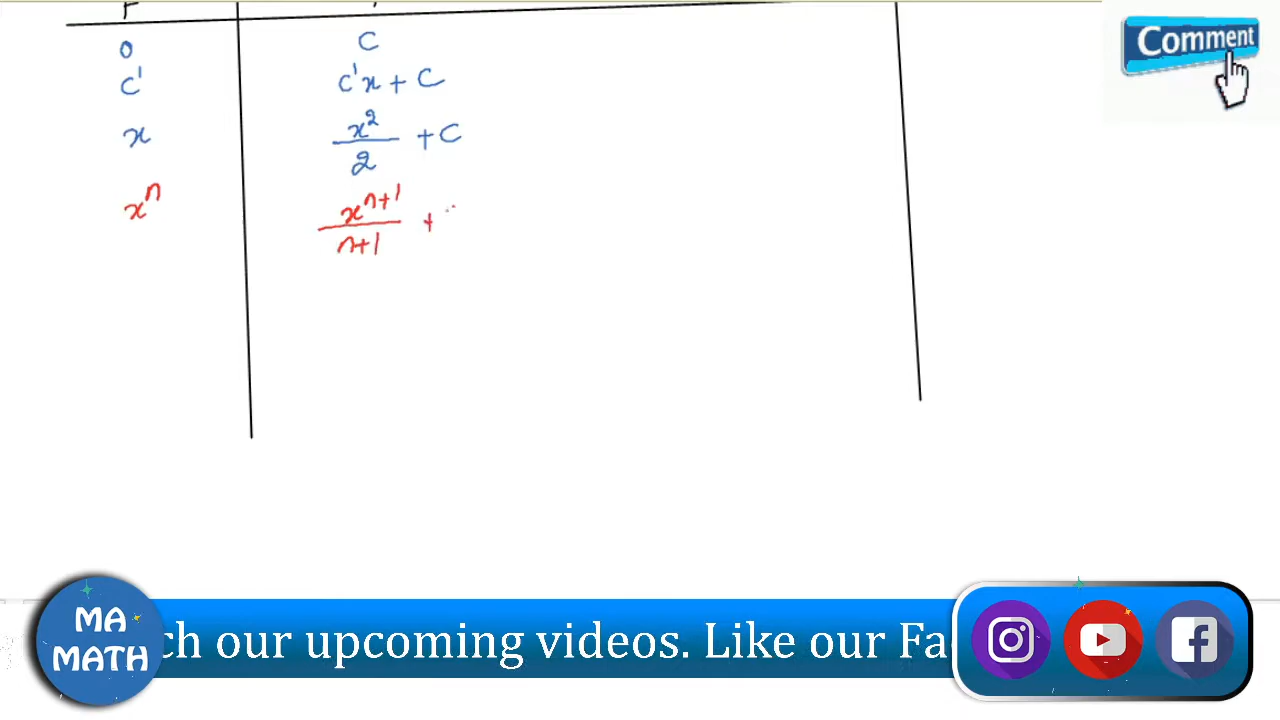 Comment
0 C
C' C'x + C
x x²/2 + C
xⁿ xⁿ⁺¹/n+1 +
MA
MATH
ch our upcoming videos. Like our Fa